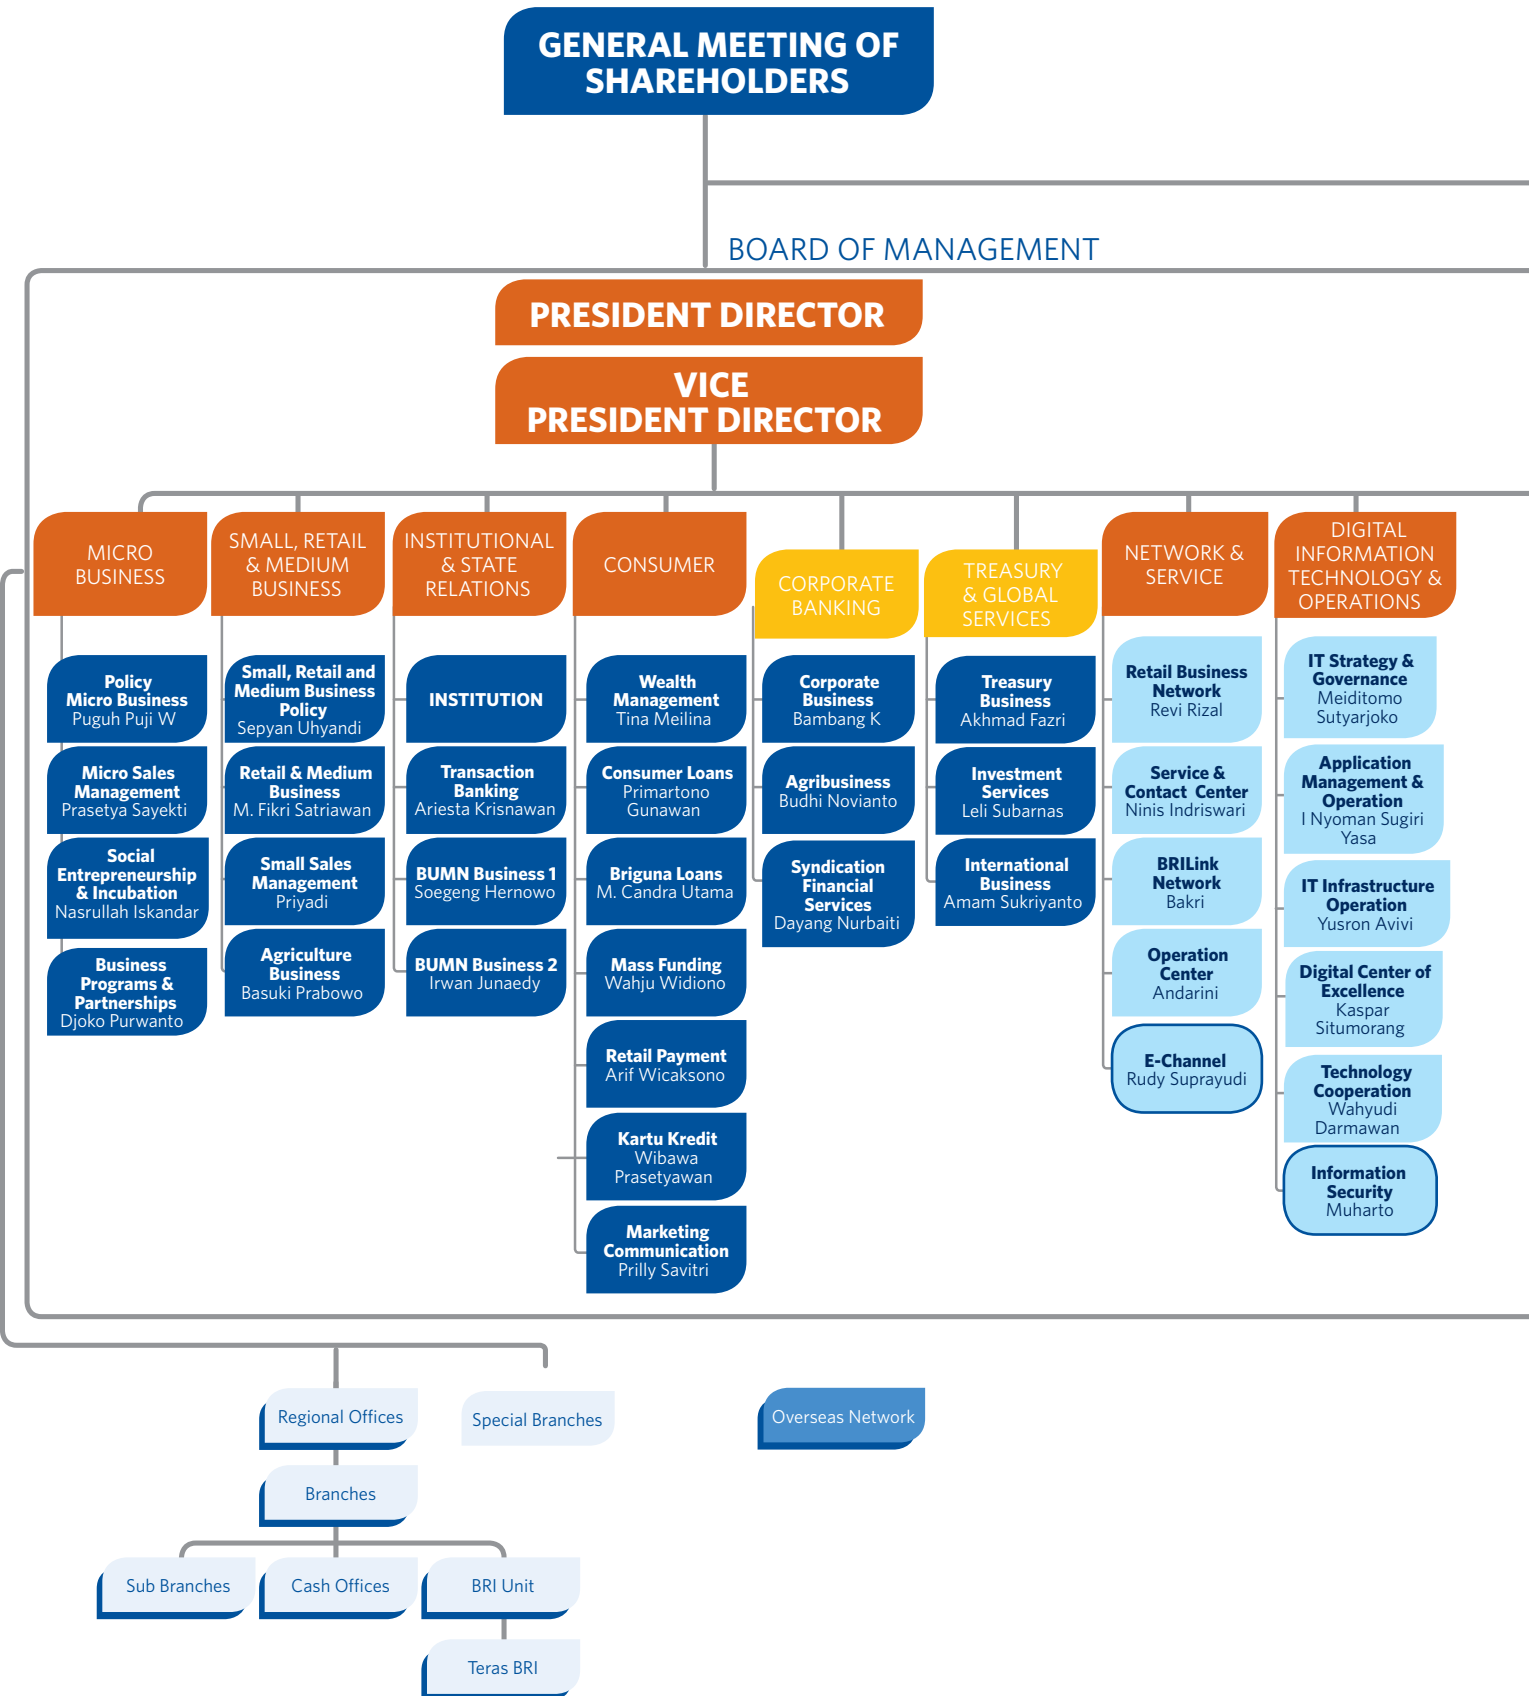 GENERAL MEETING OF
SHAREHOLDERS
BOARD OF MANAGEMENT
PRESIDENT DIRECTOR
VICE
PRESIDENT DIRECTOR
MICRO
BUSINESS
Policy
Micro Business
Puguh Puji W
Micro Sales
Management
Prasetya Sayekti
Social
Entrepreneurship
& Incubation
Nasrullah Iskandar
Business
Programs &
Partnerships
Djoko Purwanto
SMALL, RETAIL
& MEDIUM
BUSINESS
Small, Retail and
Medium Business
Policy
Sepyan Uhyandi
Retail & Medium
Business
M. Fikri Satriawan
Small Sales
Management
Priyadi
Agriculture
Business
Basuki Prabowo
INSTITUTIONAL
& STATE
RELATIONS
INSTITUTION
Transaction
Banking
Ariesta Krisnawan
BUMN Business 1
Soegeng Hernowo
BUMN Business 2
Irwan Junaedy
CONSUMER
Wealth
Management
Tina Meilina
Consumer Loans
Primartono
Gunawan
Briguna Loans
M. Candra Utama
Mass Funding
Wahju Widiono
Retail Payment
Arif Wicaksono
Kartu Kredit
Wibawa
Prasetyawan
Marketing
Communication
Prilly Savitri
CORPORATE
BANKING
Corporate
Business
Bambang K
Agribusiness
Budhi Novianto
Syndication
Financial
Services
Dayang Nurbaiti
TREASURY
& GLOBAL
SERVICES
Treasury
Business
Akhmad Fazri
Investment
Services
Leli Subarnas
International
Business
Amam Sukriyanto
NETWORK &
SERVICE
Retail Business
Network
Revi Rizal
Service &
Contact Center
Ninis Indriswari
BRILink
Network
Bakri
Operation
Center
Andarini
E-Channel
Rudy Suprayudi
DIGITAL
INFORMATION
TECHNOLOGY &
OPERATIONS
IT Strategy &
Governance
Meiditomo
Sutyarjoko
Application
Management &
Operation
I Nyoman Sugiri
Yasa
IT Infrastructure
Operation
Yusron Avivi
Digital Center of
Excellence
Kaspar
Situmorang
Technology
Cooperation
Wahyudi
Darmawan
Information
Security
Muharto
Regional Offices
Special Branches
Overseas Network
Branches
Sub Branches
Cash Offices
BRI Unit
Teras BRI